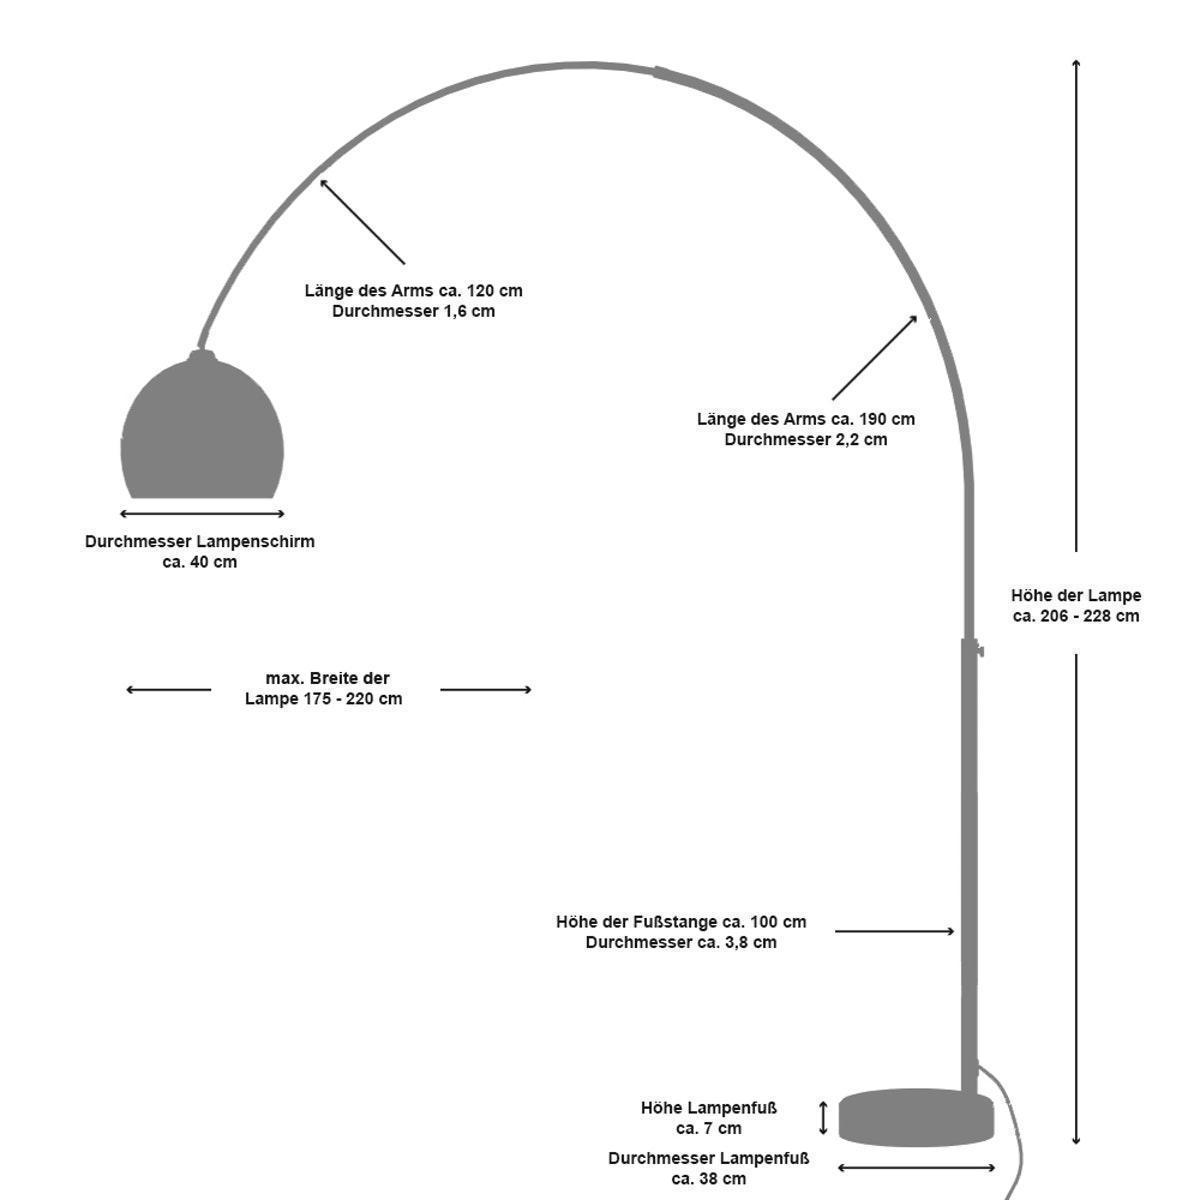 Länge des Arms ca. 120 cm
Durchmesser 1,6 cm
Länge des Arms ca. 190 cm
Durchmesser 2,2 cm
Durchmesser Lampenschirm
ca. 40 cm
Höhe der Lampe
ca. 206 - 228 cm
max. Breite der
Lampe 175 - 220 cm
Höhe der Fußstange ca. 100 cm
Durchmesser ca. 3,8 cm
Höhe Lampenfuß
ca. 7 cm
Durchmesser Lampenfuß
ca. 38 cm